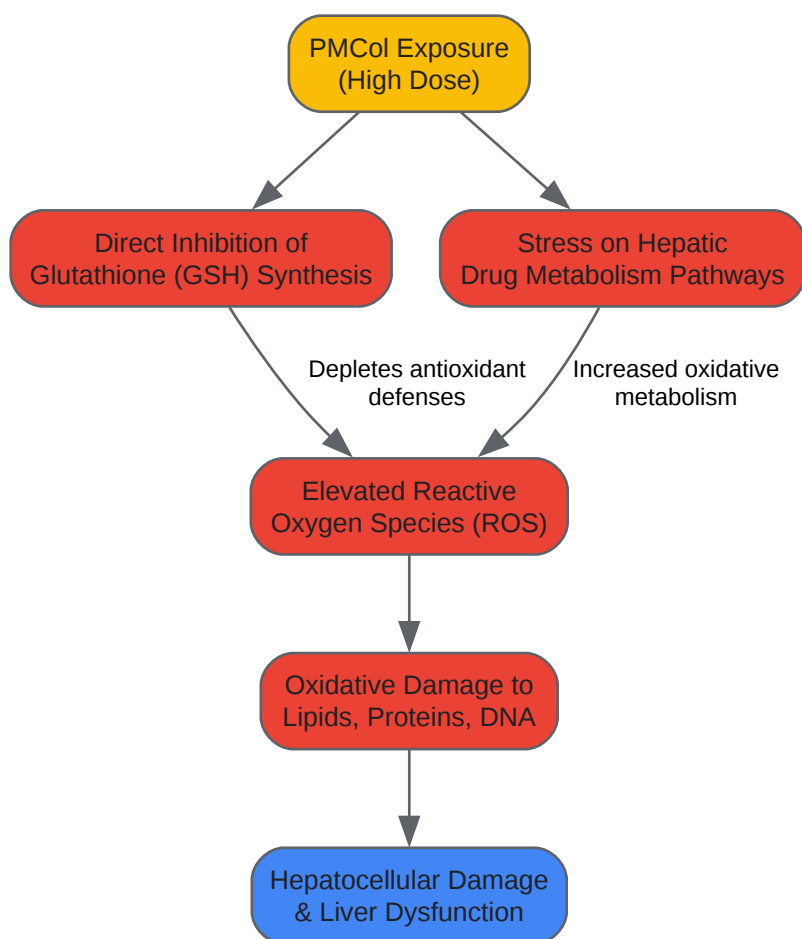 PMCol Exposure
(High Dose)
Direct Inhibition of
Glutathione (GSH) Synthesis
Stress on Hepatic
Drug Metabolism Pathways
Depletes antioxidant
defenses
Increased oxidative
metabolism
Elevated Reactive
Oxygen Species (ROS)
Oxidative Damage to
Lipids, Proteins, DNA
Hepatocellular Damage
& Liver Dysfunction